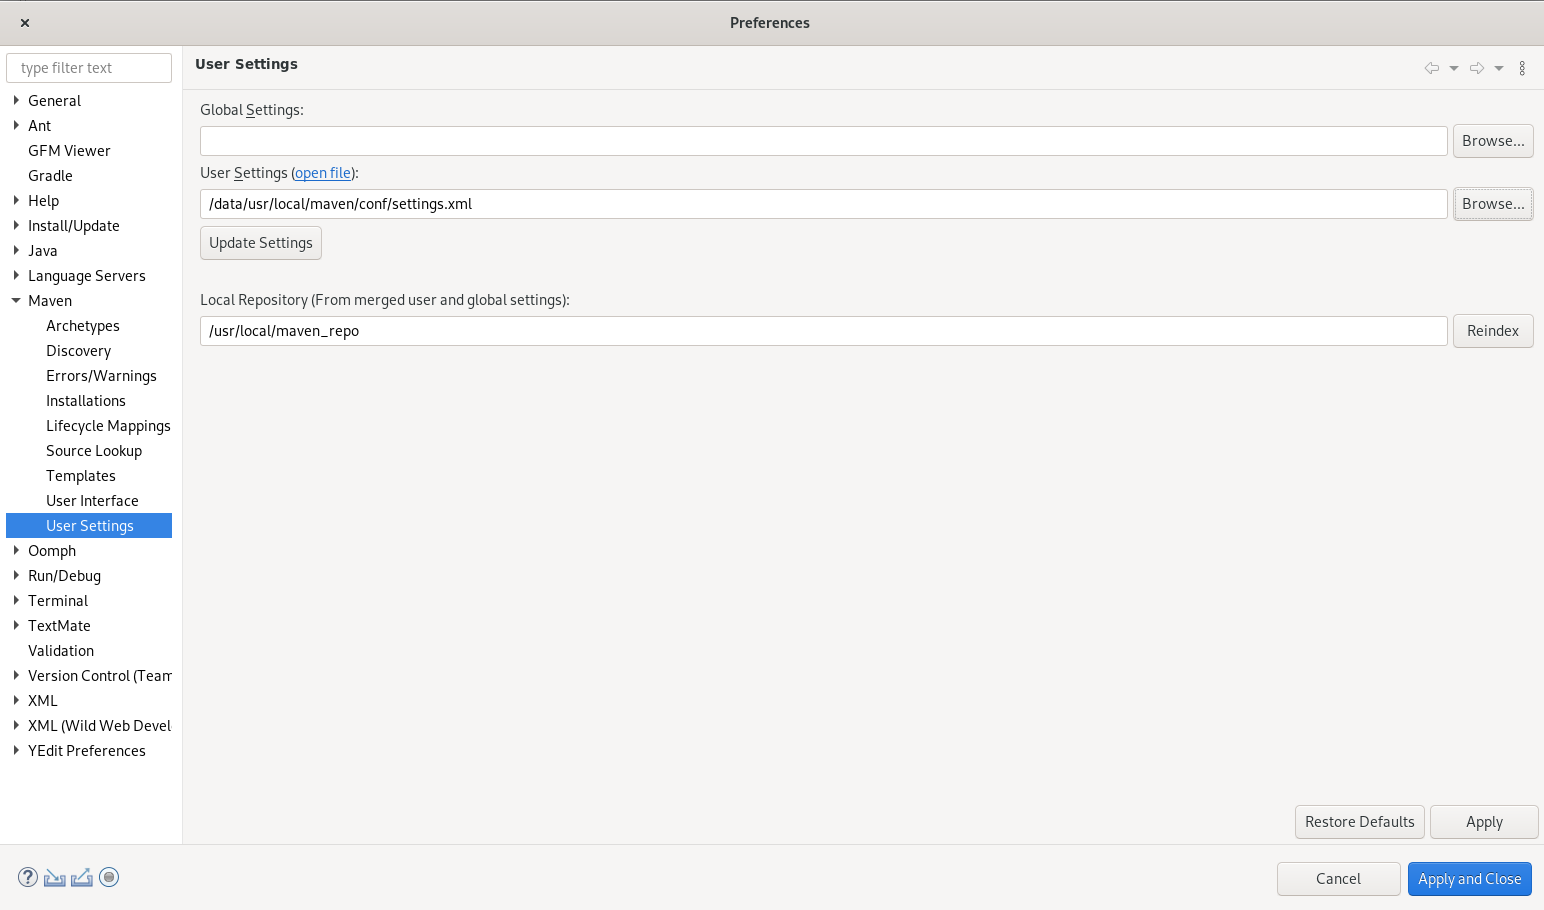 Preferences
type filter text
General
Ant
GFM Viewer
Gradle
Help
Install/Update
Java
Language Servers
Maven
Archetypes
Discovery
Errors/Warnings
Installations
Lifecycle Mappings
Source Lookup
Templates
User Interface
User Settings
Oomph
Run/Debug
Terminal
TextMate
Validation
Version Control (Team
XML
XML (Wild Web Devel
YEdit Preferences
User Settings
Global Settings:
Browse...
User Settings (open file):
/data/usr/local/maven/conf/settings.xml
Browse...
Update Settings
Local Repository (From merged user and global settings):
/usr/local/maven_repo
Reindex
Restore Defaults
Apply
Cancel
Apply and Close